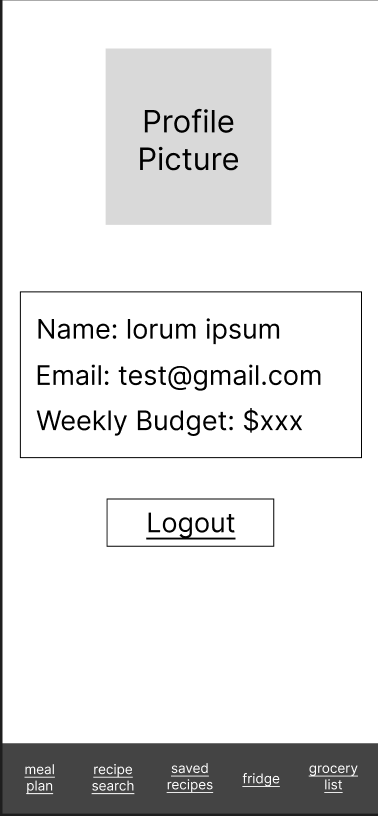 Profile
Picture
Name: lorum ipsum
Email: test@gmail.com
Weekly Budget: $xxx
Logout
meal
plan
recipe
search
saved
recipes
fridge
grocery
list